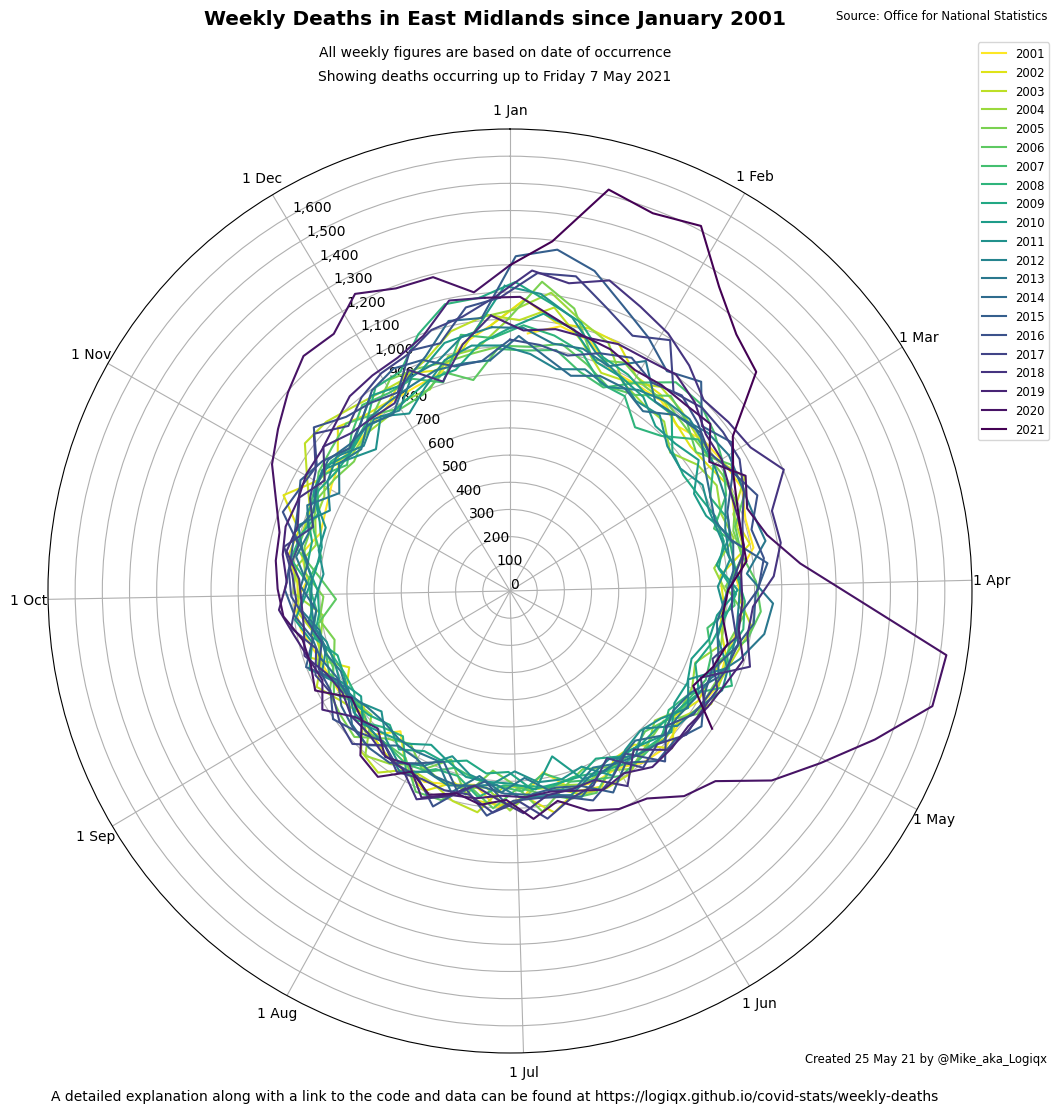 Weekly Deaths in East Midlands since January 2001
Source: Office for National Statistics
All weekly figures are based on date of occurrence
Showing deaths occurring up to Friday 7 May 2021
2001
2002
2003
2004
2005
2006
2007
2008
2009
2010
2011
2012
2013
2014
2015
2016
2017
2018
2019
2020
2021
1 Jan
1 Feb
1 Mar
1 Apr
1 May
1 Jun
1 Jul
1 Aug
1 Sep
1 Oct
1 Nov
1 Dec
1,600
1,500
1,400
1,300
1,200
1,100
1,000
900
800
700
600
500
400
300
200
100
0
Created 25 May 21 by @Mike_aka_Logiqx
A detailed explanation along with a link to the code and data can be found at https://logiqx.github.io/covid-stats/weekly-deaths